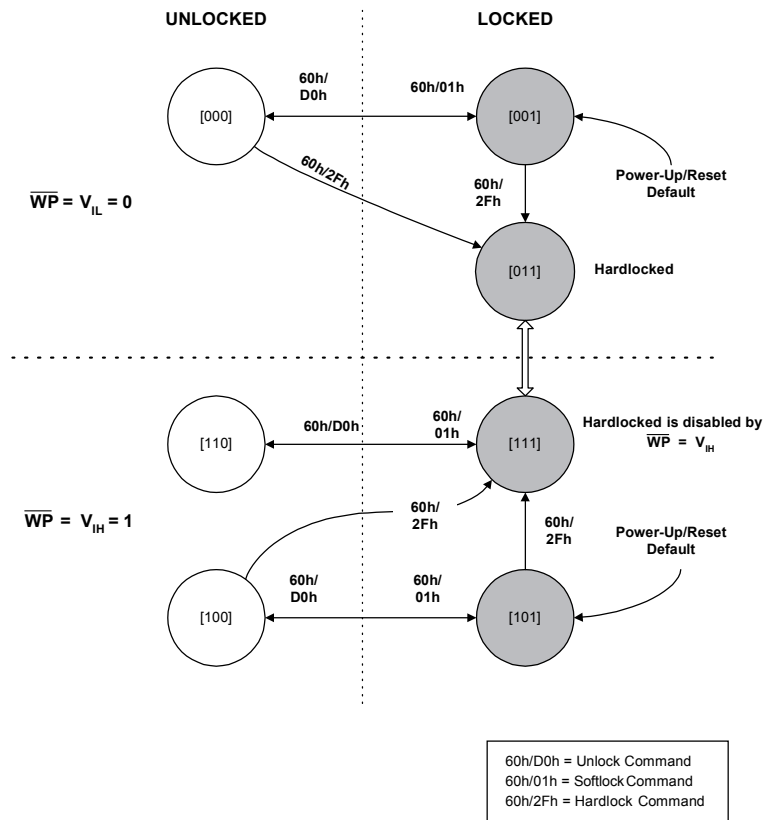 UNLOCKED
LOCKED
60h/
D0h
60h/01h
[000]
[001]
60h/2Fh
60h/
2Fh
Power-Up/Reset
Default
WP = VIL = 0
[011]
Hardlocked
60h/D0h
60h/
01h
[110]
[111]
Hardlocked is disabled by
WP = VIH
60h/
2Fh
WP = VIH = 1
60h/
2Fh
Power-Up/Reset
Default
60h/
D0h
60h/
01h
[100]
[101]
60h/D0h = Unlock Command
60h/01h = Softlock Command
60h/2Fh = Hardlock Command